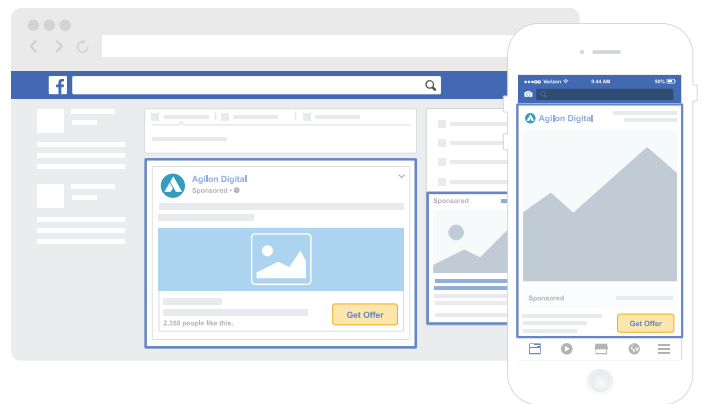 f
Agilon Digital
Sponsored •
2,358 people like this.
Get Offer
Sponsored
Verizon
9:44 AM
90%
Agilon Digital
Sponsored
Get Offer